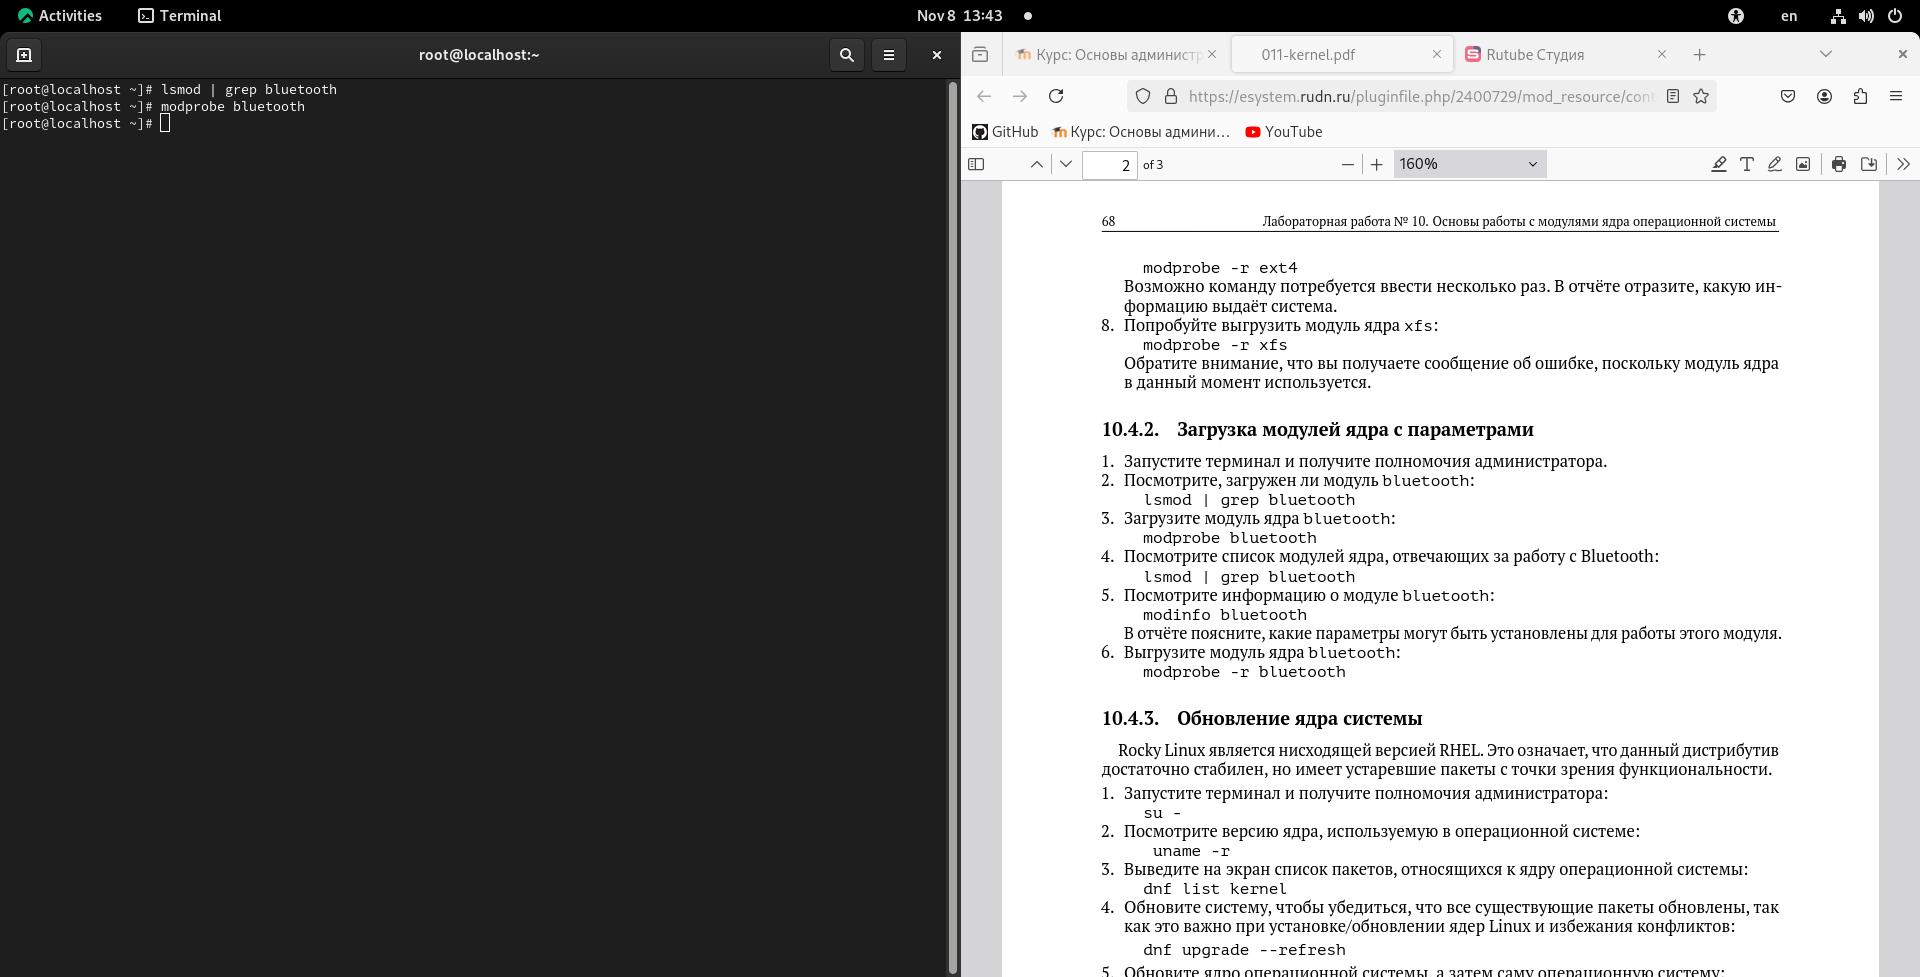 Activities
Terminal
Nov 8 13:43
en
root@localhost:~
[root@localhost ~]# lsmod | grep bluetooth
[root@localhost ~]# modprobe bluetooth
[root@localhost ~]#
Курс: Основы администр
011-kernel.pdf
Rutube Студия
https://esystem.rudn.ru/pluginfile.php/2400729/mod_resource/cont
GitHub
Курс: Основы админи…
YouTube
2 of 3
160%
68 Лабораторная работа № 10. Основы работы с модулями ядра операционной системы
modprobe -r ext4
Возможно команду потребуется ввести несколько раз. В отчёте отразите, какую ин-
формацию выдаёт система.
8. Попробуйте выгрузить модуль ядра xfs:
modprobe -r xfs
Обратите внимание, что вы получаете сообщение об ошибке, поскольку модуль ядра
в данный момент используется.
10.4.2. Загрузка модулей ядра с параметрами
1. Запустите терминал и получите полномочия администратора.
2. Посмотрите, загружен ли модуль bluetooth:
lsmod | grep bluetooth
3. Загрузите модуль ядра bluetooth:
modprobe bluetooth
4. Посмотрите список модулей ядра, отвечающих за работу с Bluetooth:
lsmod | grep bluetooth
5. Посмотрите информацию о модуле bluetooth:
modinfo bluetooth
В отчёте поясните, какие параметры могут быть установлены для работы этого модуля.
6. Выгрузите модуль ядра bluetooth:
modprobe -r bluetooth
10.4.3. Обновление ядра системы
Rocky Linux является нисходящей версией RHEL. Это означает, что данный дистрибутив
достаточно стабилен, но имеет устаревшие пакеты с точки зрения функциональности.
1. Запустите терминал и получите полномочия администратора:
su -
2. Посмотрите версию ядра, используемую в операционной системе:
uname -r
3. Выведите на экран список пакетов, относящихся к ядру операционной системы:
dnf list kernel
4. Обновите систему, чтобы убедиться, что все существующие пакеты обновлены, так
как это важно при установке/обновлении ядер Linux и избежания конфликтов:
dnf upgrade --refresh
5. Обновите ядро операционной системы, а затем саму операционную систему: